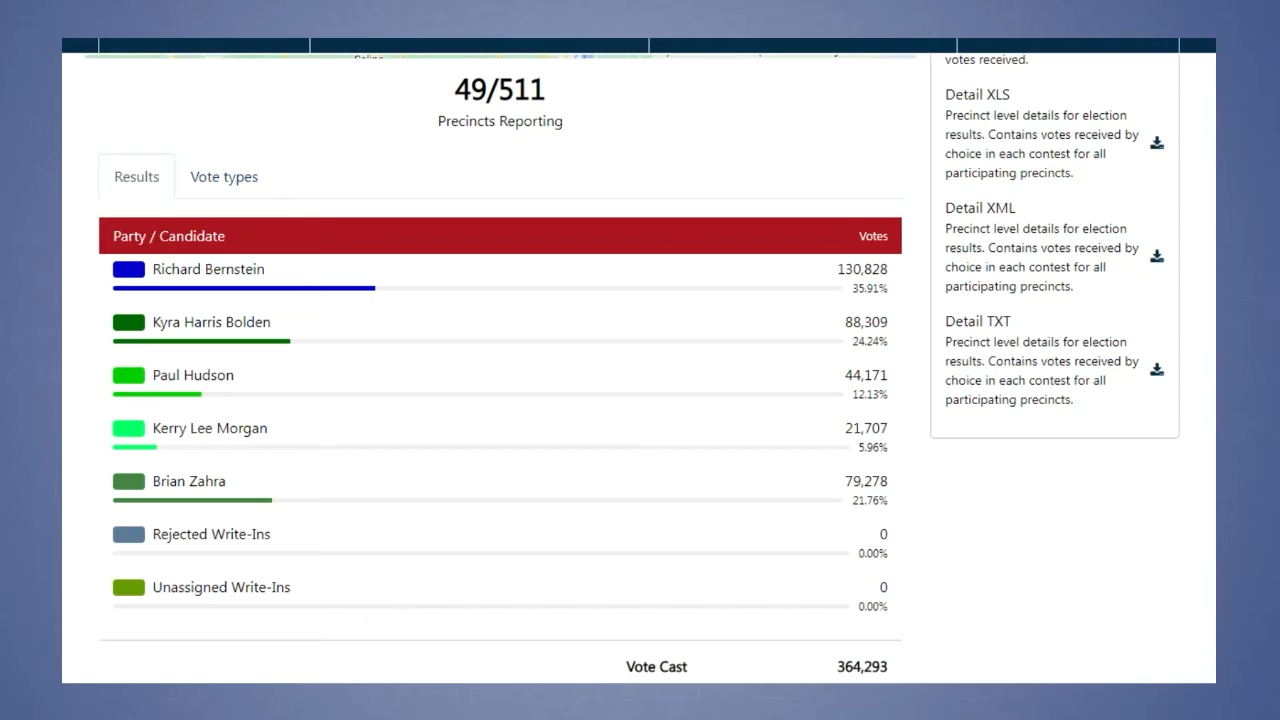 49/511
Precincts Reporting
Results
Vote types
Party / Candidate Votes
Richard Bernstein 130,828
35.91%
Kyra Harris Bolden 88,309
24.24%
Paul Hudson 44,171
12.13%
Kerry Lee Morgan 21,707
5.96%
Brian Zahra 79,278
21.76%
Rejected Write-Ins 0
0.00%
Unassigned Write-Ins 0
0.00%
Vote Cast 364,293
votes received.
Detail XLS
Precinct level details for election
results. Contains votes received by
choice in each contest for all
participating precincts.
Detail XML
Precinct level details for election
results. Contains votes received by
choice in each contest for all
participating precincts.
Detail TXT
Precinct level details for election
results. Contains votes received by
choice in each contest for all
participating precincts.